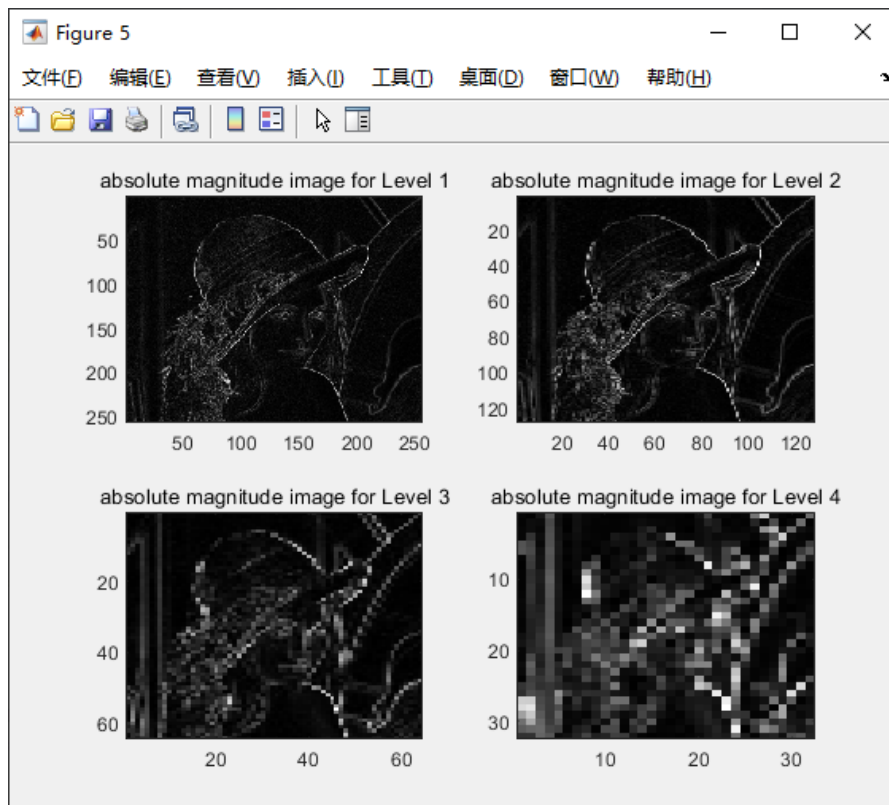 Figure 5
文件(F) 编辑(E) 查看(V) 插入(I) 工具(T) 桌面(D) 窗口(W) 帮助(H)
absolute magnitude image for Level 1
50
100
150
200
250
50 100 150 200 250
absolute magnitude image for Level 2
20
40
60
80
100
120
20 40 60 80 100 120
absolute magnitude image for Level 3
20
40
60
20 40 60
absolute magnitude image for Level 4
10
20
30
10 20 30